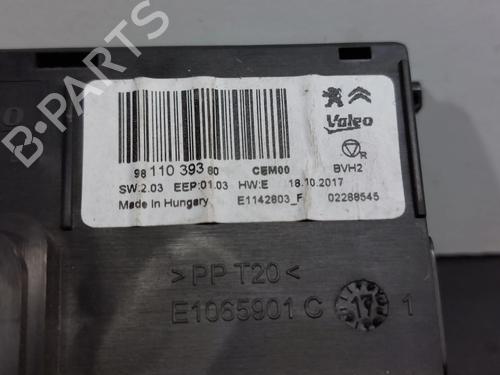 B-PARTS
Valeo
R
98 110 393 80 CEM00 BVH2
SW:2.03 EEP:01.03 HW:E 18.10.2017
Made in Hungary E1142803_F 02288545
>PP T20<
E1065901 C 17 1